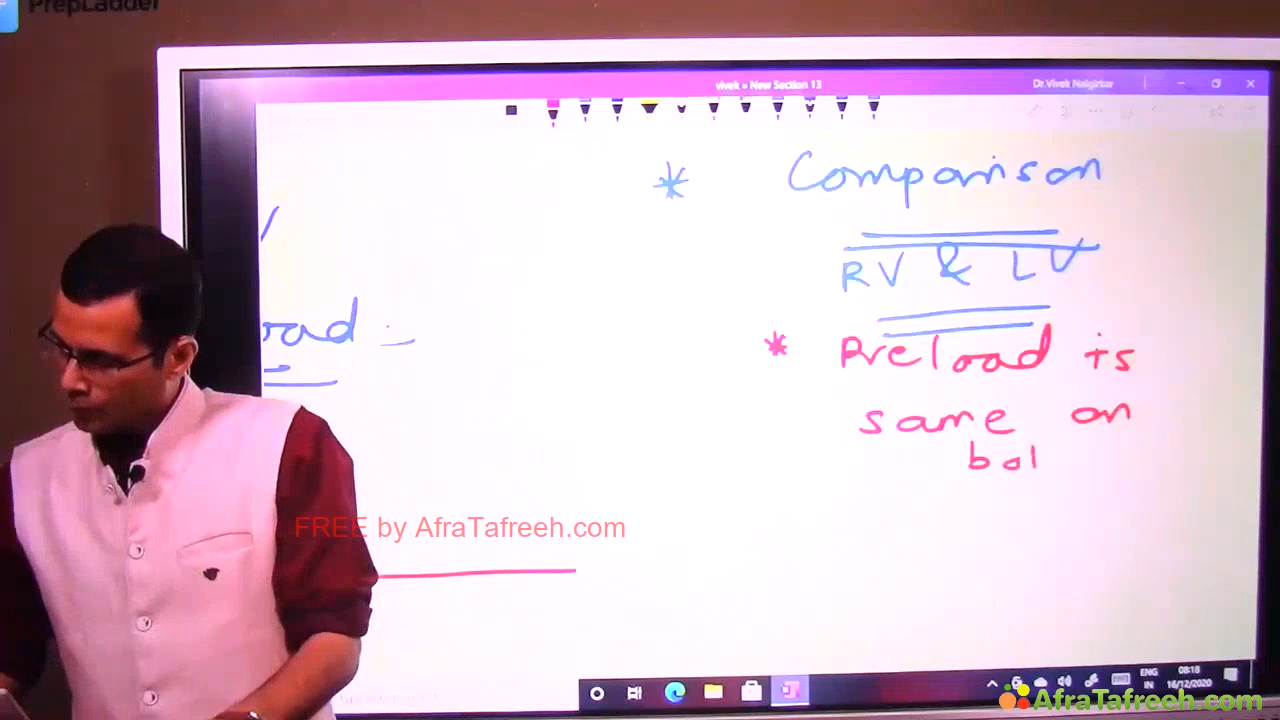 PrepLadder
vivek » New Section 13
Dr.Vivek Nalgirkar
* Comparison
RV & LV
oad :-
* Preload is
same on
bot
FREE by AfraTafreeh.com
ENG
IN
08:18
16/12/2020
AfraTafreeh.com